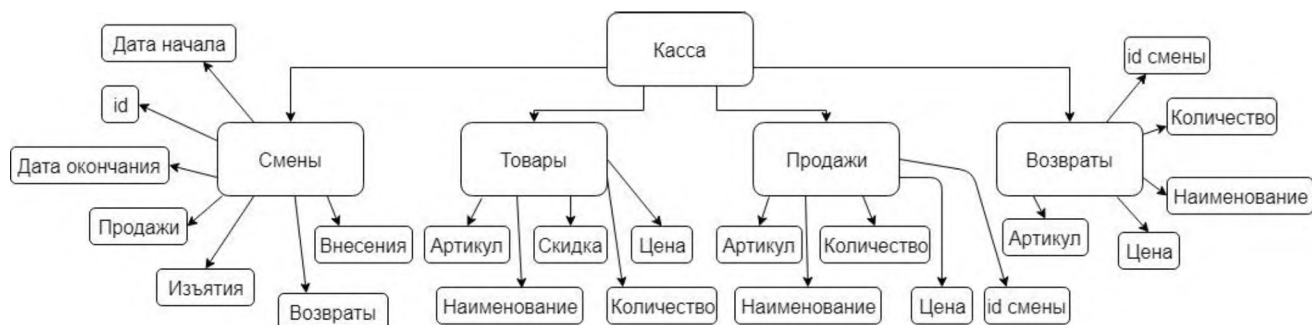 Касса
Дата начала
id
Дата окончания
Продажи
Изъятия
Возвраты
Внесения
Смены
Товары
Артикул
Наименование
Скидка
Количество
Цена
Продажи
Артикул
Наименование
Количество
Цена
id смены
Возвраты
id смены
Количество
Наименование
Артикул
Цена